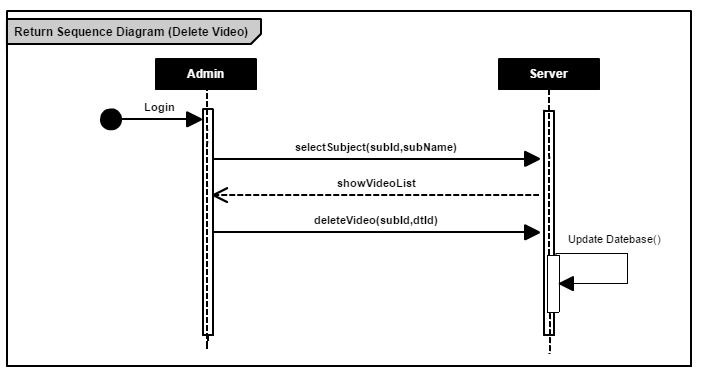 Return Sequence Diagram (Delete Video)
Admin
Server
Login
selectSubject(subId,subName)
showVideoList
deleteVideo(subId,dtId)
Update Datebase()